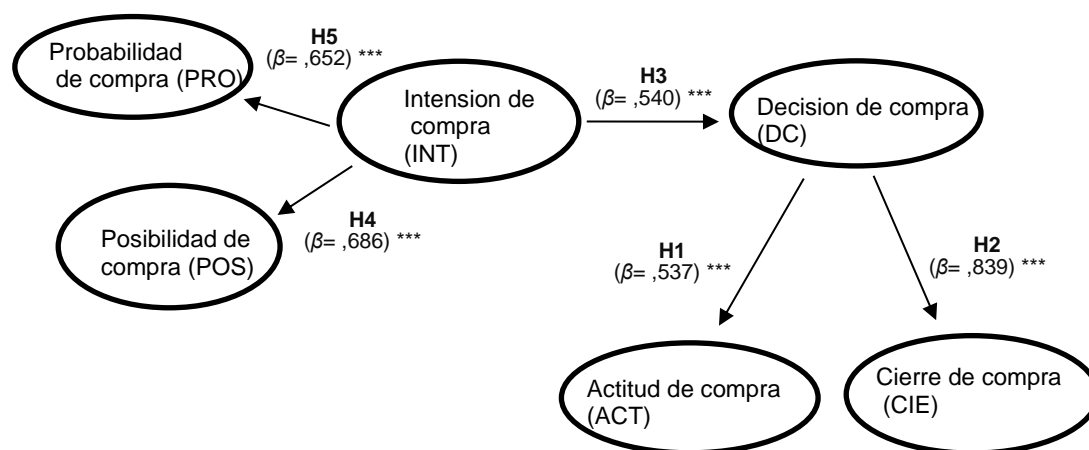 Probabilidad
de compra (PRO)
H5
(β= ,652) ***
Intension de
compra
(INT)
H3
(β= ,540) ***
Decision de compra
(DC)
Posibilidad de
compra (POS)
H4
(β= ,686) ***
H1
(β= ,537) ***
H2
(β= ,839) ***
Actitud de compra
(ACT)
Cierre de compra
(CIE)